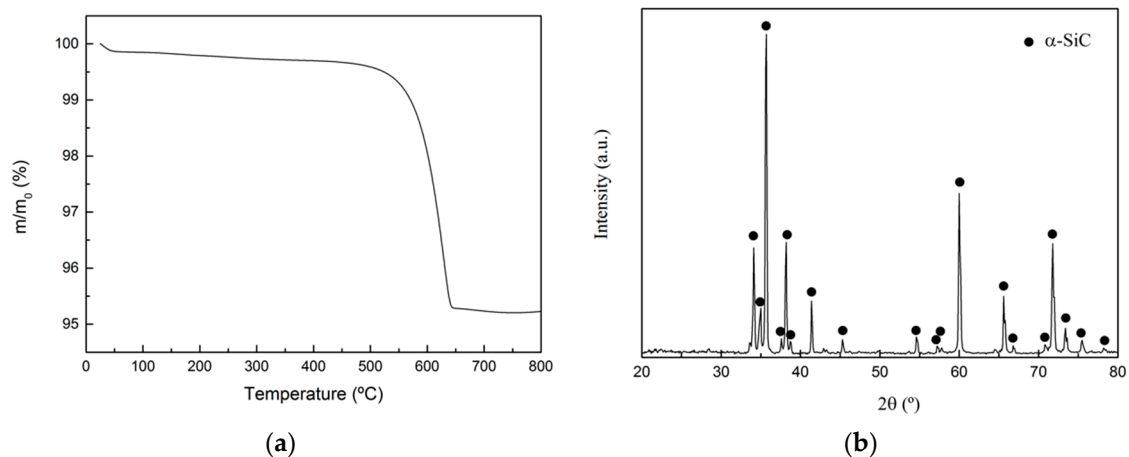 100
99
98
97
96
95
m/m₀ (%)
0 100 200 300 400 500 600 700 800
Temperature (ºC)
(a)
α-SiC
Intensity (a.u.)
20 30 40 50 60 70 80
2θ (º)
(b)